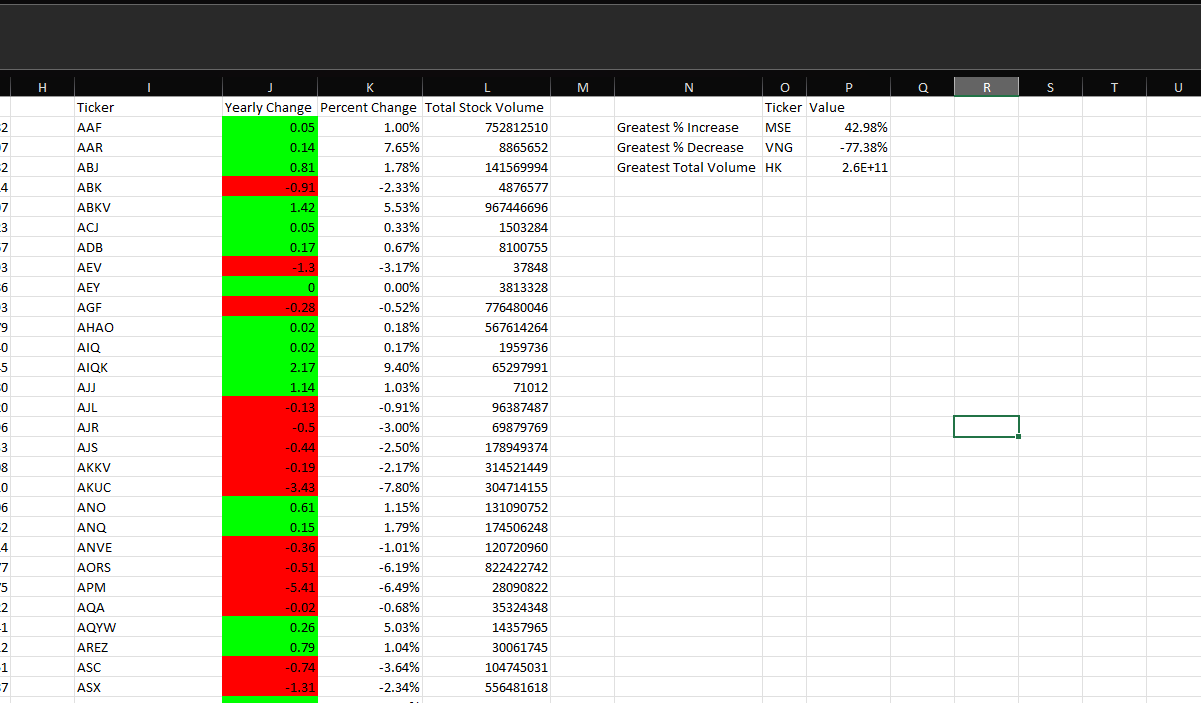 H I J K L M N O P Q R S T U
Ticker Yearly Change Percent Change Total Stock Volume Ticker Value
32 AAF 0.05 1.00% 752812510 Greatest % Increase MSE 42.98%
07 AAR 0.14 7.65% 8865652 Greatest % Decrease VNG -77.38%
32 ABJ 0.81 1.78% 141569994 Greatest Total Volume HK 2.6E+11
4 ABK -0.91 -2.33% 4876577
07 ABKV 1.42 5.53% 967446696
3 ACJ 0.05 0.33% 1503284
57 ADB 0.17 0.67% 8100755
3 AEV -1.3 -3.17% 37848
6 AEY 0 0.00% 3813328
3 AGF -0.28 -0.52% 776480046
79 AHAO 0.02 0.18% 567614264
0 AIQ 0.02 0.17% 1959736
5 AIQK 2.17 9.40% 65297991
0 AJJ 1.14 1.03% 71012
0 AJL -0.13 -0.91% 96387487
6 AJR -0.5 -3.00% 69879769
3 AJS -0.44 -2.50% 178949374
8 AKKV -0.19 -2.17% 314521449
0 AKUC -3.43 -7.80% 304714155
6 ANO 0.61 1.15% 131090752
2 ANQ 0.15 1.79% 174506248
4 ANVE -0.36 -1.01% 120720960
7 AORS -0.51 -6.19% 822422742
5 APM -5.41 -6.49% 28090822
2 AQA -0.02 -0.68% 35324348
1 AQYW 0.26 5.03% 14357965
2 AREZ 0.79 1.04% 30061745
1 ASC -0.74 -3.64% 104745031
7 ASX -1.31 -2.34% 556481618